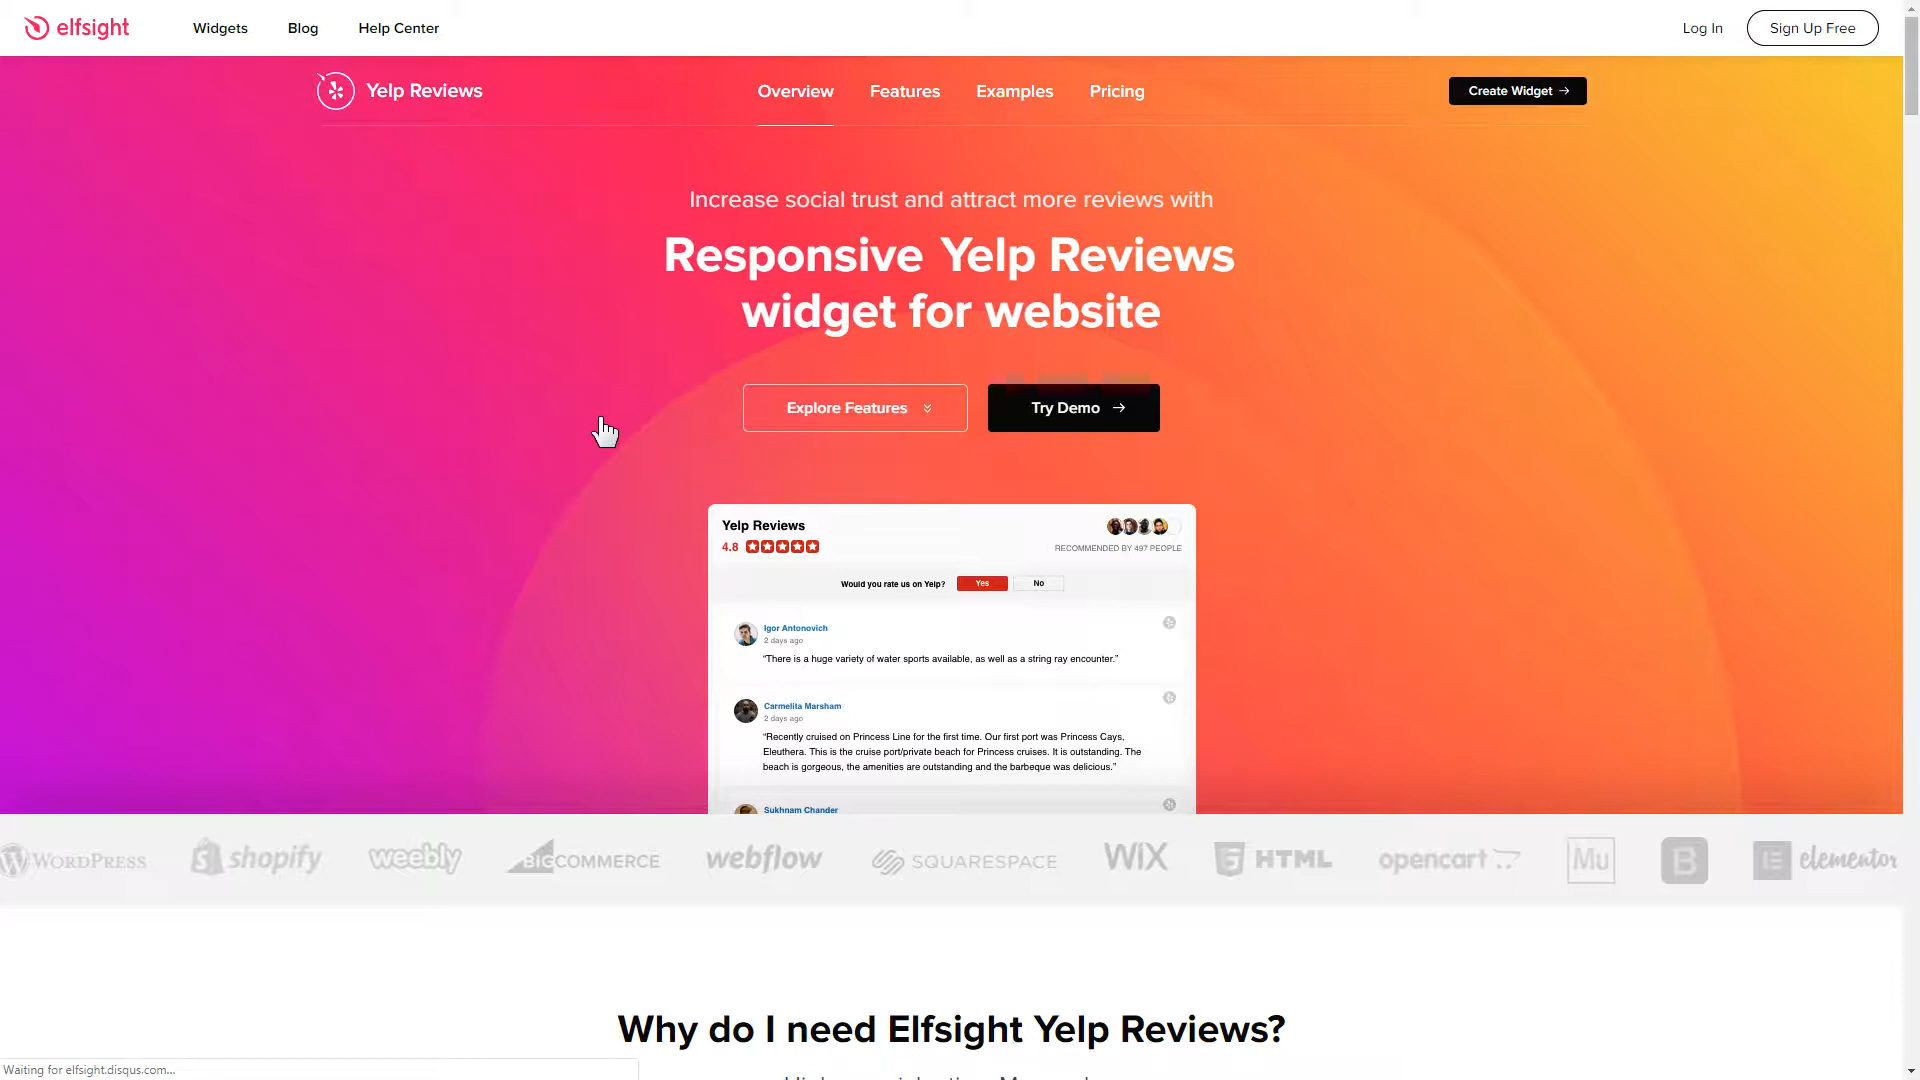 elfsight
Widgets
Blog
Help Center
Log In
Sign Up Free
Yelp Reviews
Overview
Features
Examples
Pricing
Create Widget →
Increase social trust and attract more reviews with
Responsive Yelp Reviews
widget for website
Explore Features
Try Demo →
Yelp Reviews
4.8
RECOMMENDED BY 497 PEOPLE
Would you rate us on Yelp?
Yes
No
Igor Antonovich
2 days ago
“There is a huge variety of water sports available, as well as a string ray encounter.”
Carmelita Marsham
2 days ago
“Recently cruised on Princess Line for the first time. Our first port was Princess Cays,
Eleuthera. This is the cruise port/private beach for Princess cruises. It is outstanding. The
beach is gorgeous, the amenities are outstanding and the barbeque was delicious.”
Sukhnam Chander
WORDPRESS
shopify
weebly
BIGCOMMERCE
webflow
SQUARESPACE
WIX
HTML
opencart
Mu
B
elementor
Why do I need Elfsight Yelp Reviews?
Waiting for elfsight.disqus.com...